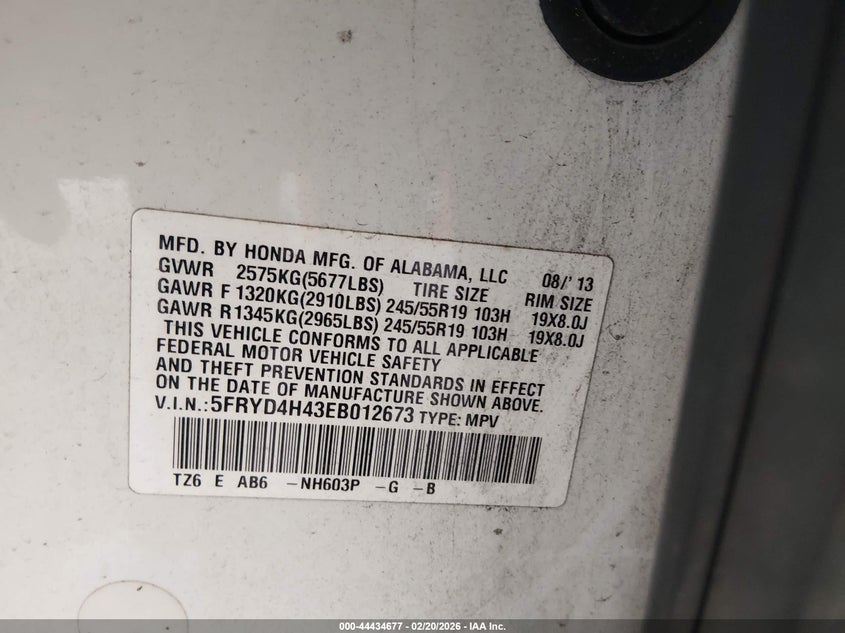 MFD. BY HONDA MFG. OF ALABAMA, LLC 08/' 13
GVWR 2575KG(5677LBS) TIRE SIZE RIM SIZE
GAWR F 1320KG(2910LBS) 245/55R19 103H 19X8.0J
GAWR R1345KG(2965LBS) 245/55R19 103H 19X8.0J
THIS VEHICLE CONFORMS TO ALL APPLICABLE
FEDERAL MOTOR VEHICLE SAFETY
AND THEFT PREVENTION STANDARDS IN EFFECT
ON THE DATE OF MANUFACTURE SHOWN ABOVE.
V.I.N.:5FRYD4H43EB012673 TYPE: MPV
TZ6 E AB6 -NH603P -G -B
000-44434677 - 02/20/2026 - IAA Inc.